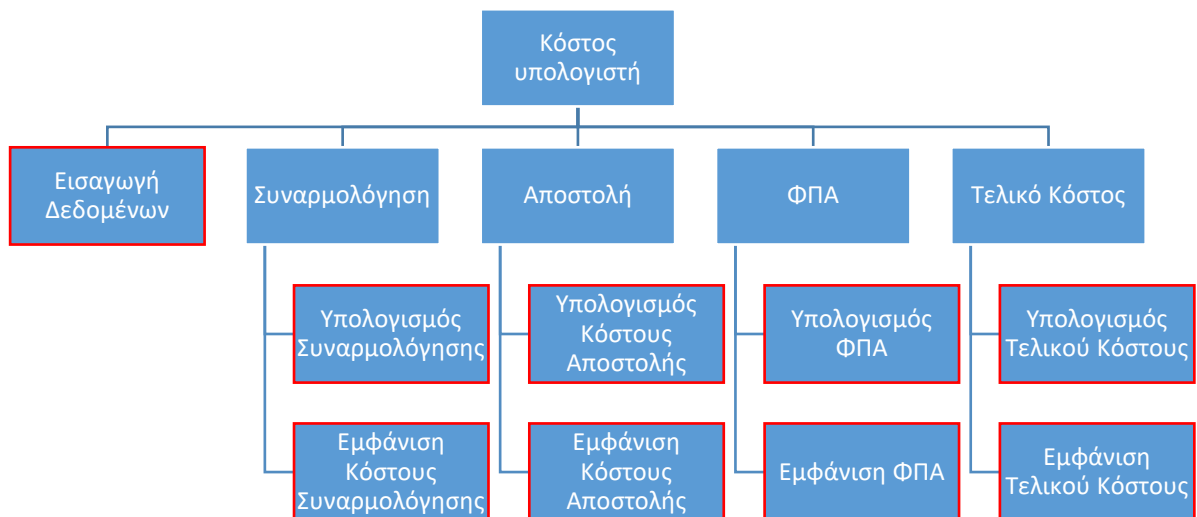 Κόστος
υπολογιστή
Εισαγωγή
Δεδομένων
Συναρμολόγηση
Αποστολή
ΦΠΑ
Τελικό Κόστος
Υπολογισμός
Συναρμολόγησης
Υπολογισμός
Κόστους
Αποστολής
Υπολογισμός
ΦΠΑ
Υπολογισμός
Τελικού Κόστους
Εμφάνιση
Κόστους
Συναρμολόγησης
Εμφάνιση
Κόστους
Αποστολής
Εμφάνιση ΦΠΑ
Εμφάνιση
Τελικού Κόστους